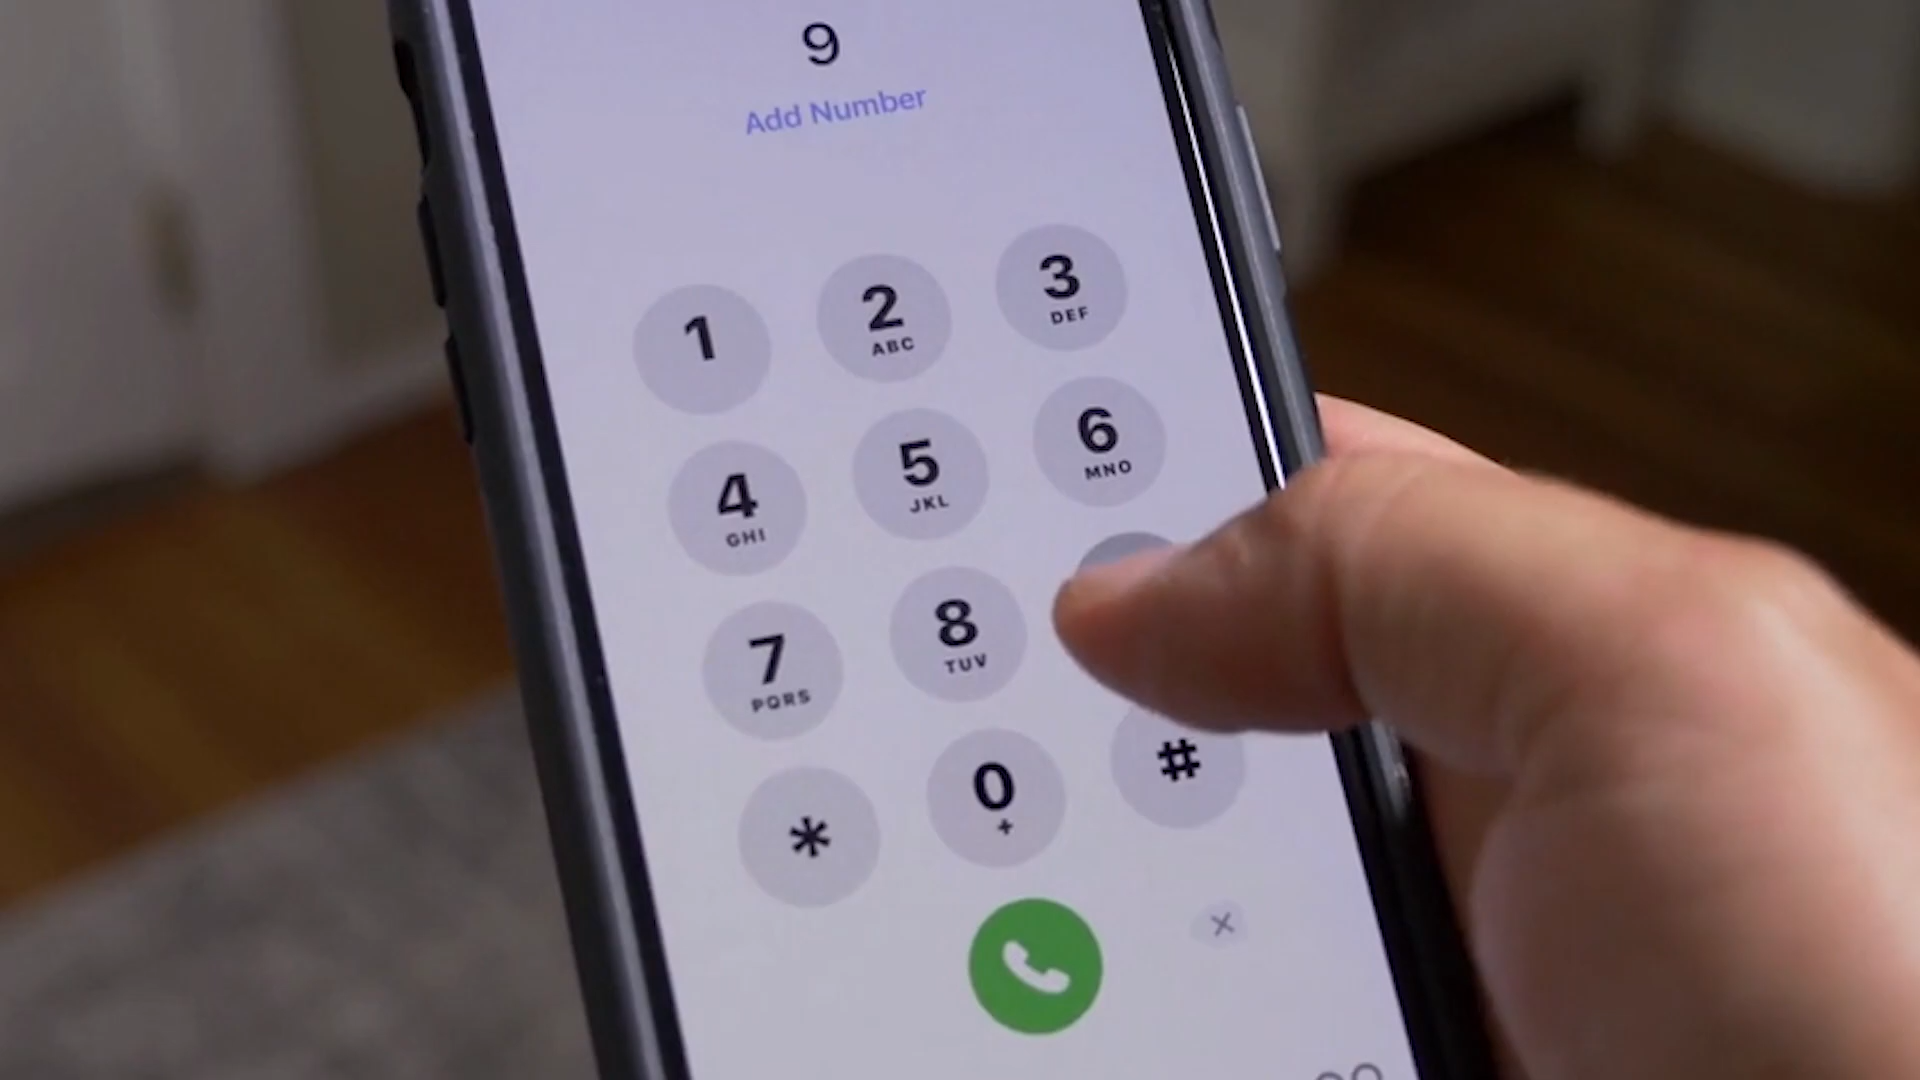 9
Add Number
1 2 3
ABC DEF
4 5 6
GHI JKL MNO
7 8
PQRS TUV
* 0 #
+